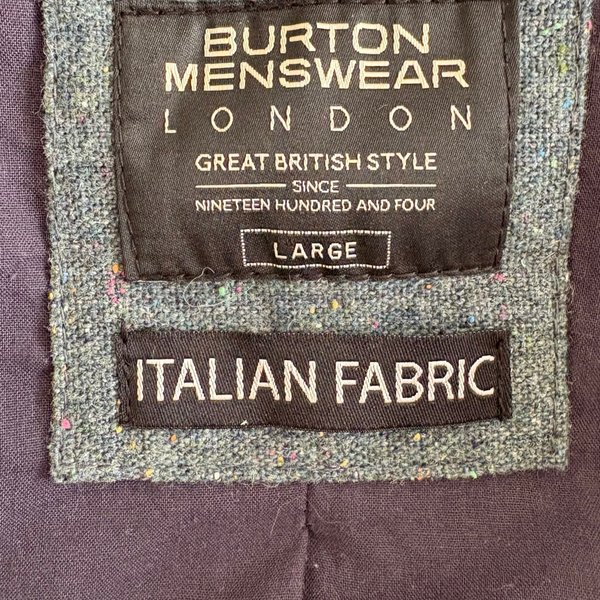 BURTON
MENSWEAR
LONDON
GREAT BRITISH STYLE
SINCE
NINETEEN HUNDRED AND FOUR
LARGE
ITALIAN FABRIC